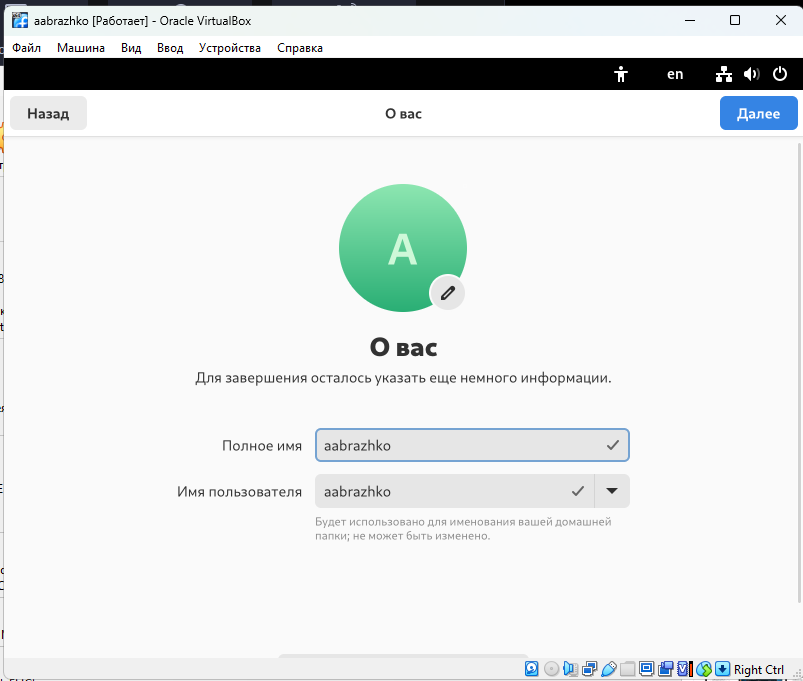 aabrazhko [Работает] - Oracle VirtualBox
Файл Машина Вид Ввод Устройства Справка
en
Назад О вас Далее
A
О вас
Для завершения осталось указать еще немного информации.
Полное имя aabrazhko
Имя пользователя aabrazhko
Будет использовано для именования вашей домашней
папки; не может быть изменено.
Right Ctrl